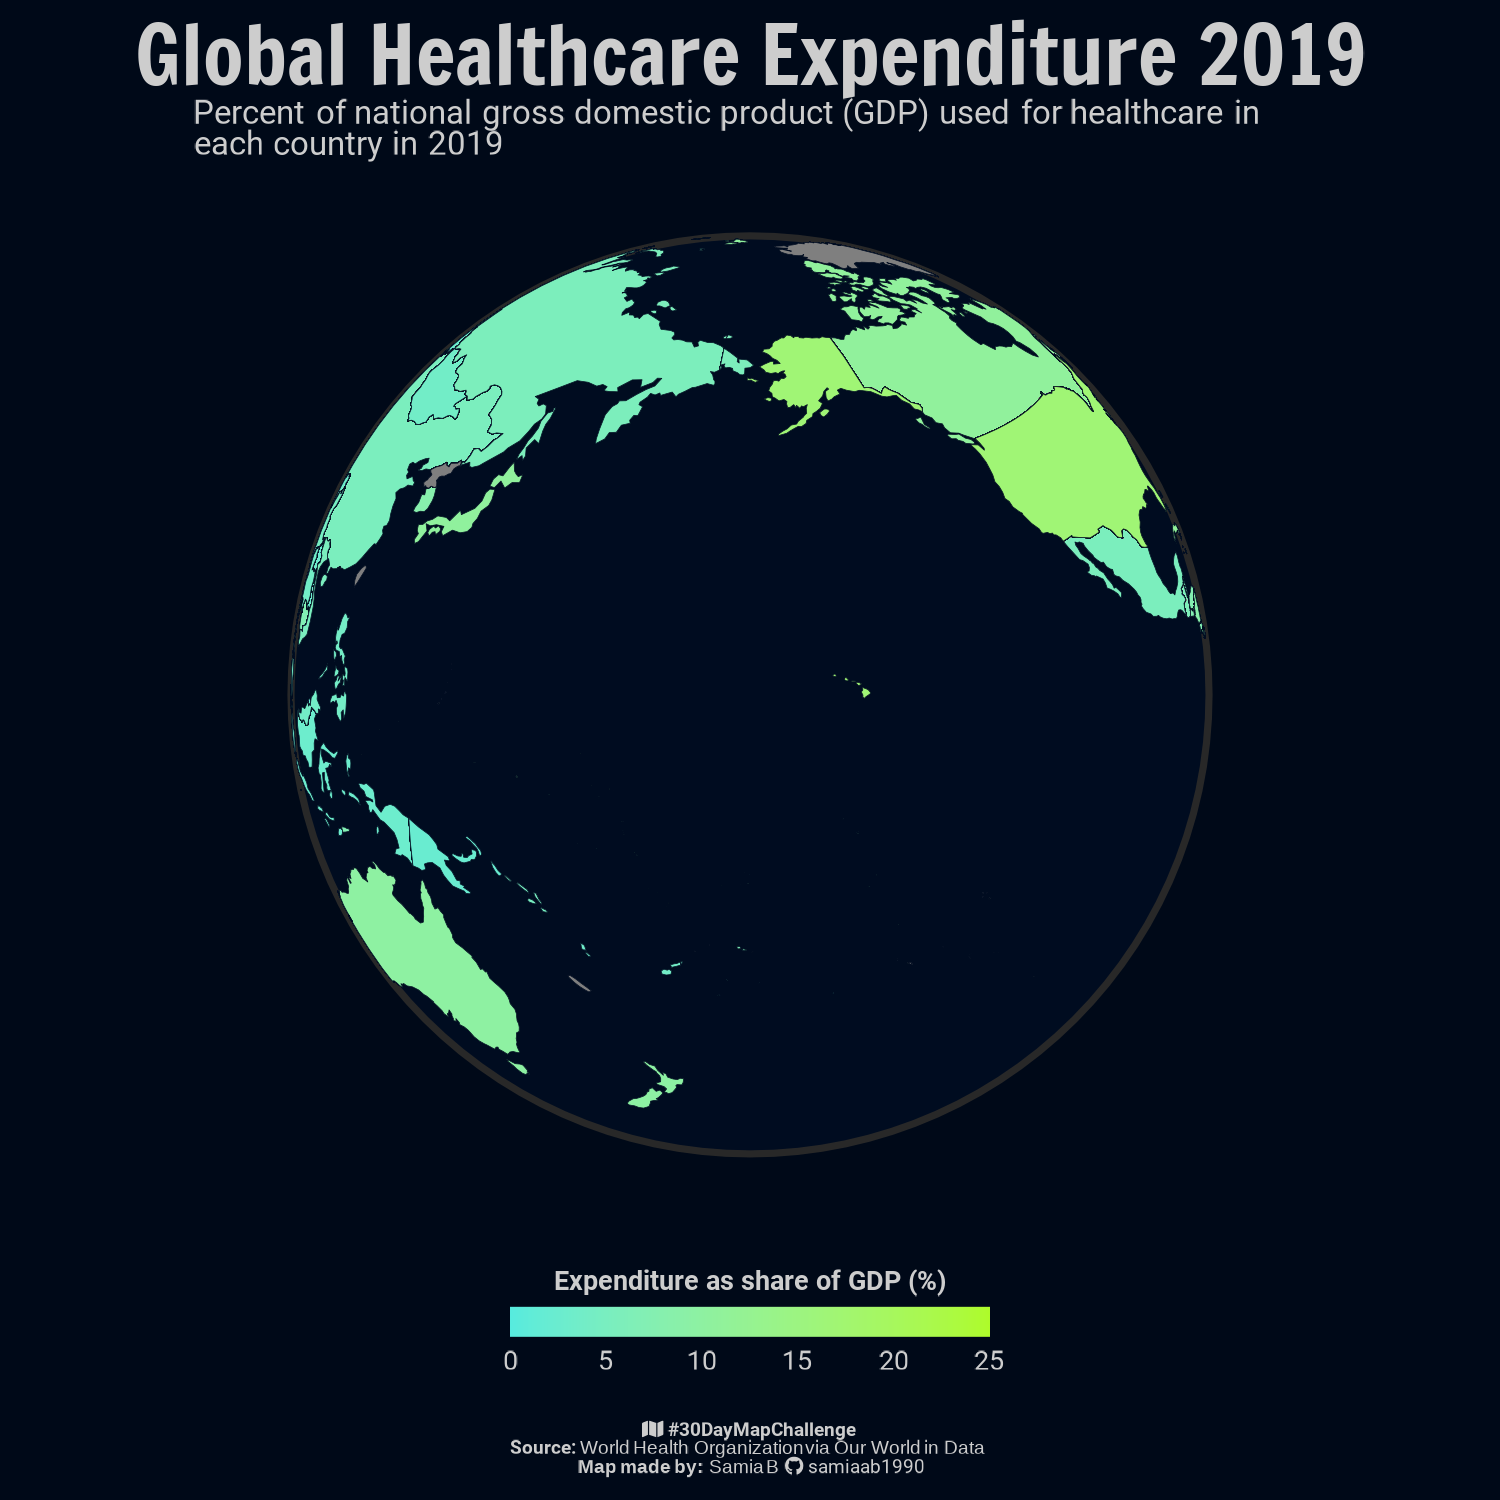 Global Healthcare Expenditure 2019
Percent of national gross domestic product (GDP) used for healthcare in
each country in 2019
Expenditure as share of GDP (%)
0 5 10 15 20 25
#30DayMapChallenge
Source: World Health Organization via Our World in Data
Map made by: Samia B samiaab1990